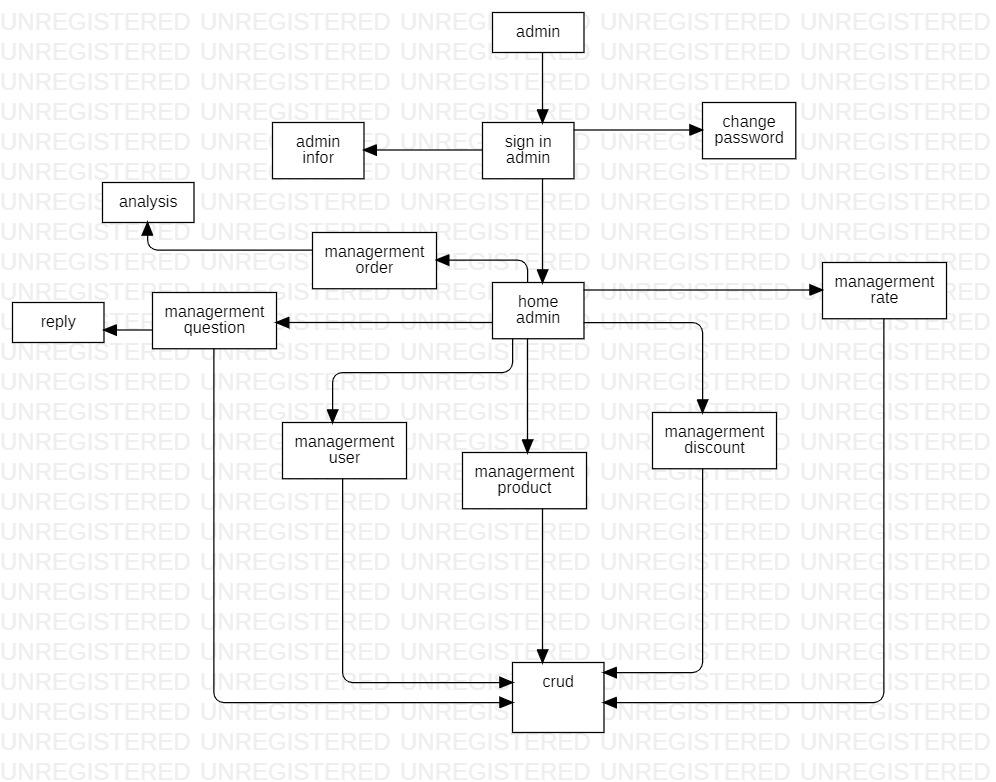 admin
sign in
admin
change
password
admin
infor
analysis
managerment
order
home
admin
managerment
rate
reply
managerment
question
managerment
user
managerment
product
managerment
discount
crud
UNREGISTERED